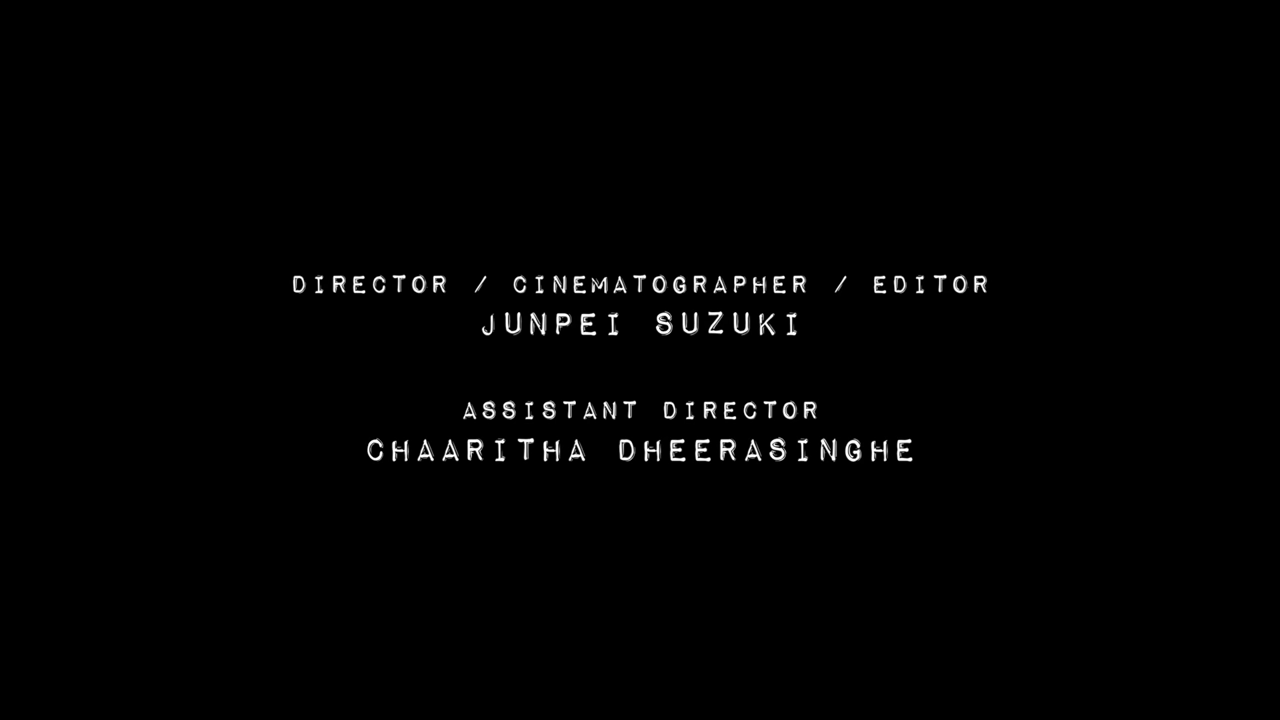 DIRECTOR / CINEMATOGRAPHER / EDITOR
JUNPEI SUZUKI
ASSISTANT DIRECTOR
CHAARITHA DHEERASINGHE